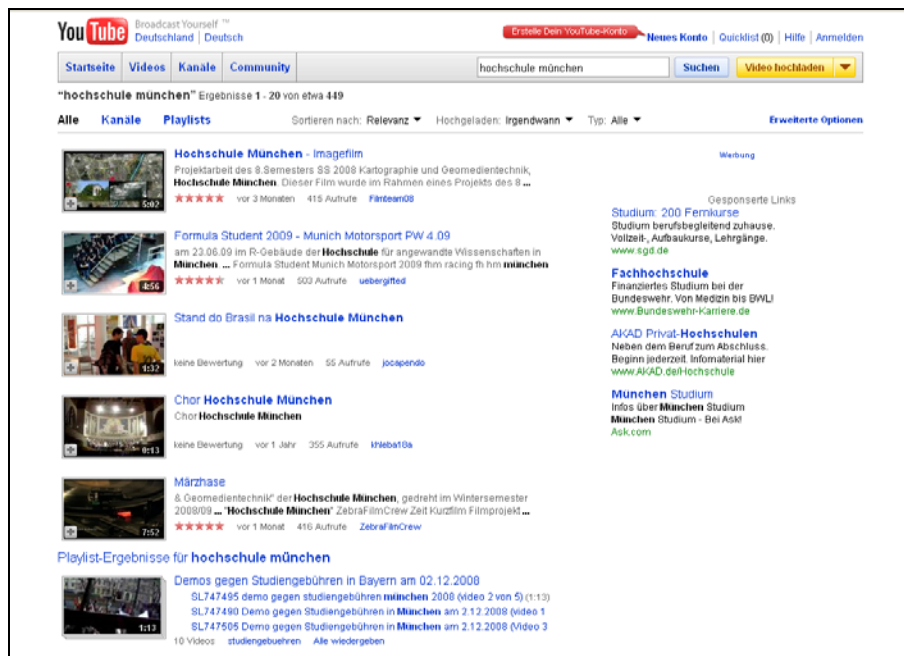 YouTube Broadcast Yourself ™
Deutschland | Deutsch
Erstelle Dein YouTube-Konto
Neues Konto | Quicklist (0) | Hilfe | Anmelden
Startseite Videos Kanäle Community hochschule münchen Suchen Video hochladen
"hochschule münchen" Ergebnisse 1 - 20 von etwa 449
Alle Kanäle Playlists Sortieren nach: Relevanz Hochgeladen: Irgendwann Typ: Alle Erweiterte Optionen
Hochschule München - Imagefilm
Projektarbeit des 8.Semesters SS 2008 Kartographie und Geomedientechnik,
Hochschule München. Dieser Film wurde im Rahmen eines Projekts des 8 ...
5:02
vor 3 Monaten 415 Aufrufe Filmteam08
Formula Student 2009 - Munich Motorsport PW 4.09
am 23.06.09 im R-Gebäude der Hochschule für angewandte Wissenschaften in
München ... Formula Student Munich Motorsport 2009 fhm racing fh hm münchen
4:56
vor 1 Monat 503 Aufrufe uebergifted
Stand do Brasil na Hochschule München
1:32
keine Bewertung vor 2 Monaten 55 Aufrufe jocapendo
Chor Hochschule München
Chor Hochschule München
keine Bewertung vor 1 Jahr 355 Aufrufe
Märzhase
& Geomedientechnik" der Hochschule München, gedreht im Wintersemester
2008/09 ... "Hochschule München" ZebraFilmCrew Zeit Kurzfilm Filmprojekt ...
7:52
vor 1 Monat 416 Aufrufe ZebraFilmCrew
Playlist-Ergebnisse für hochschule münchen
Demos gegen Studiengebühren in Bayern am 02.12.2008
SL747495 demo gegen studiengebühren münchen 2008 (video 2 von 5) (1:13)
SL747490 Demo gegen Studiengebühren in München am 2.12.2008 (video 1
SL747505 Demo gegen Studiengebühren in München am 2.12.2008 (Video 3
1:13
10 Videos studiengebuehren Alle wiedergeben
Werbung
Gesponserte Links
Studium: 200 Fernkurse
Studium berufsbegleitend zuhause.
Vollzeit-, Aufbaukurse, Lehrgänge.
www.sgd.de
Fachhochschule
Finanziertes Studium bei der
Bundeswehr. Von Medizin bis BWL!
www.Bundeswehr-Karriere.de
AKAD Privat-Hochschulen
Neben dem Beruf zum Abschluss.
Beginn jederzeit. Infomaterial hier
www.AKAD.de/Hochschule
München Studium
Infos über München Studium
München Studium - Bei Ask!
Ask.com